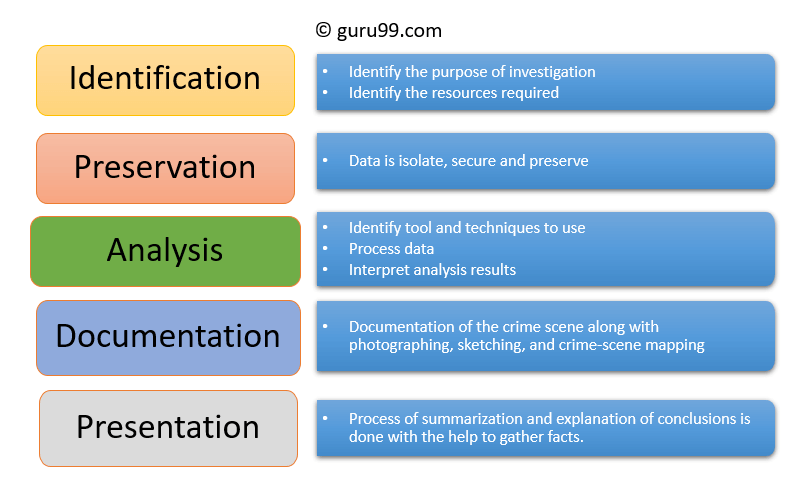 © guru99.com
Identification
• Identify the purpose of investigation
• Identify the resources required
Preservation
• Data is isolate, secure and preserve
Analysis
• Identify tool and techniques to use
• Process data
• Interpret analysis results
Documentation
• Documentation of the crime scene along with
photographing, sketching, and crime-scene mapping
Presentation
• Process of summarization and explanation of conclusions is
done with the help to gather facts.